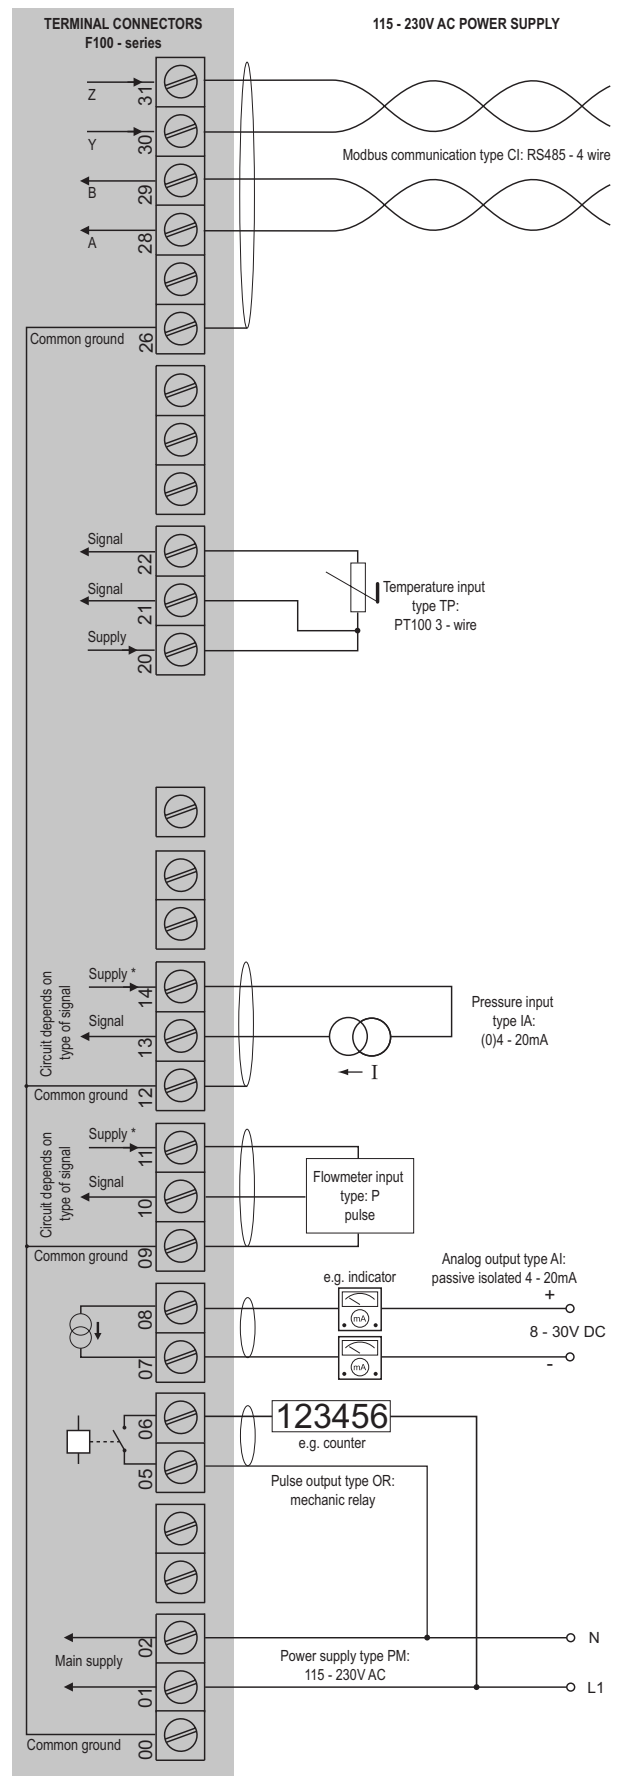 TERMINAL CONNECTORS
F100 - series
115 - 230V AC POWER SUPPLY
Z
31
Y
30
Modbus communication type CI: RS485 - 4 wire
B
29
A
28
Common ground
26
Signal
22
Signal
21
Supply
20
Temperature input
type TP:
PT100 3 - wire
Circuit depends on
type of signal
Supply *
14
Signal
13
Common ground
12
Pressure input
type IA:
(0)4 - 20mA
I
Circuit depends on
type of signal
Supply *
11
Signal
10
Common ground
09
Flowmeter input
type: P
pulse
Analog output type AI:
passive isolated 4 - 20mA
e.g. indicator
08
mA
+
8 - 30V DC
07
mA
-
06
123456
e.g. counter
05
Pulse output type OR:
mechanic relay
02
N
Main supply
Power supply type PM:
115 - 230V AC
01
L1
Common ground
00